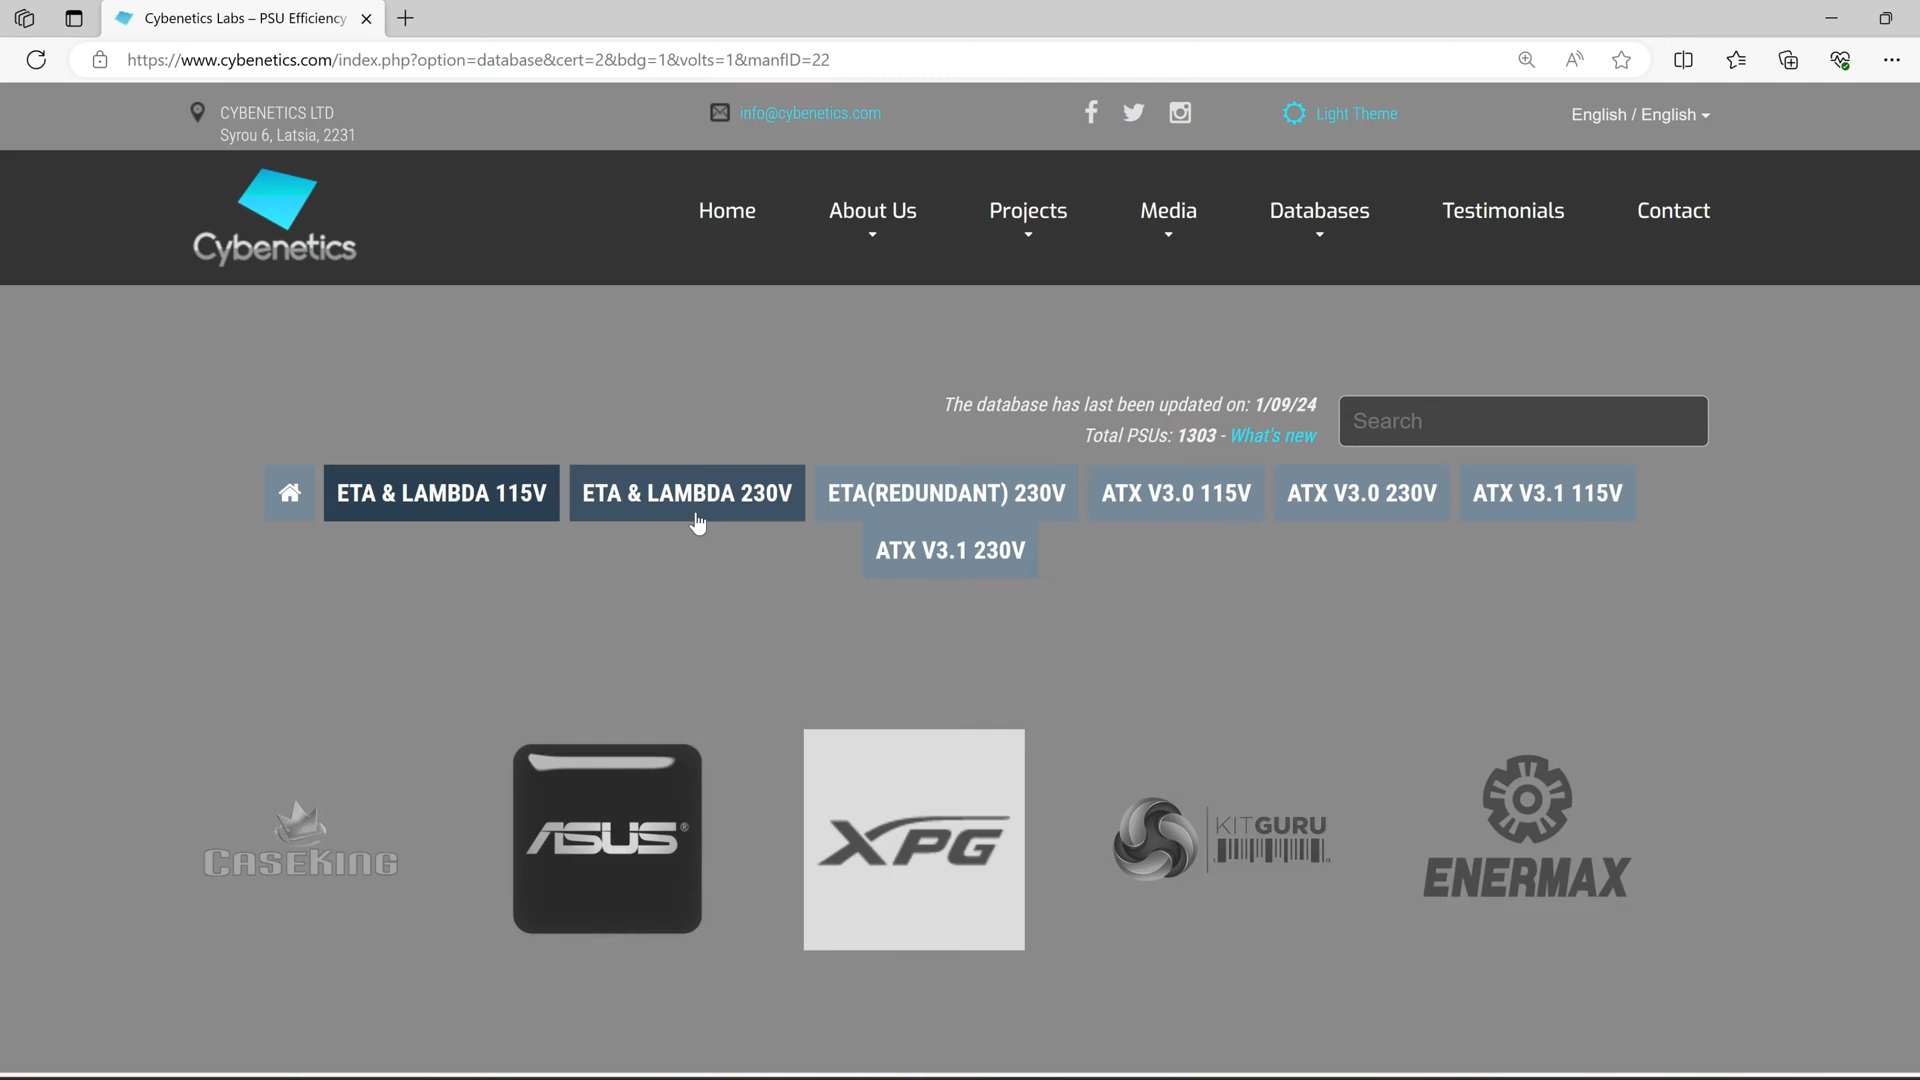 Cybenetics Labs – PSU Efficiency
https://www.cybenetics.com/index.php?option=database&cert=2&bdg=1&volts=1&manfID=22
CYBENETICS LTD
Syrou 6, Latsia, 2231
info@cybenetics.com
Light Theme
English / English
Cybenetics
Home
About Us
Projects
Media
Databases
Testimonials
Contact
The database has last been updated on: 1/09/24
Total PSUs: 1303 - What's new
Search
ETA & LAMBDA 115V
ETA & LAMBDA 230V
ETA(REDUNDANT) 230V
ATX V3.0 115V
ATX V3.0 230V
ATX V3.1 115V
ATX V3.1 230V
CASEKING
ASUS®
XPG
KITGURU
ENERMAX